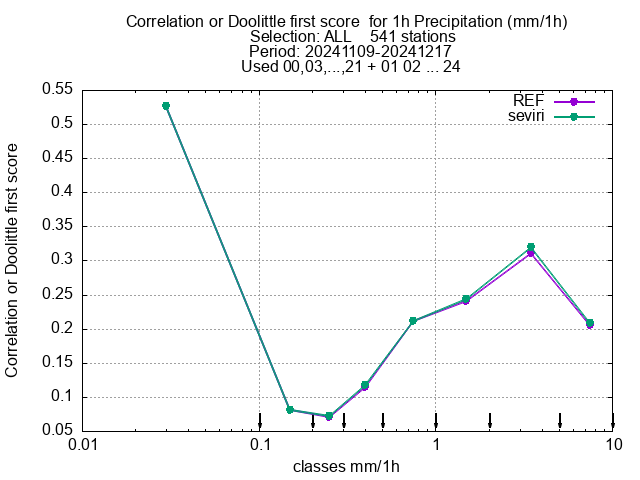 Correlation or Doolittle first score  for 1h Precipitation (mm/1h)
Selection: ALL    541 stations
Period: 20241109-20241217
Used 00,03,...,21 + 01 02 ... 24
REF
seviri
0.55
0.5
0.45
0.4
0.35
0.3
0.25
0.2
0.15
0.1
0.05
Correlation or Doolittle first score
0.01
0.1
1
10
classes mm/1h